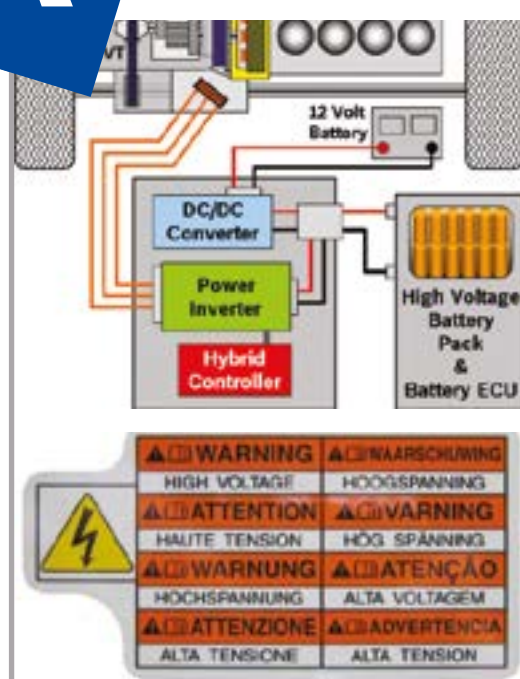 VT
12 Volt
Battery
DC/DC
Converter
Power
Inverter
Hybrid
Controller
High Voltage
Battery
Pack
&
Battery ECU
WARNING
HIGH VOLTAGE
WAARSCHUWING
HOOGSPANNING
ATTENTION
HAUTE TENSION
VARNING
HÖG SPÄNNING
WARNUNG
HOCHSPANNUNG
ATENÇÃO
ALTA VOLTAGEM
ATTENZIONE
ALTA TENSIONE
ADVERTENCIA
ALTA TENSION